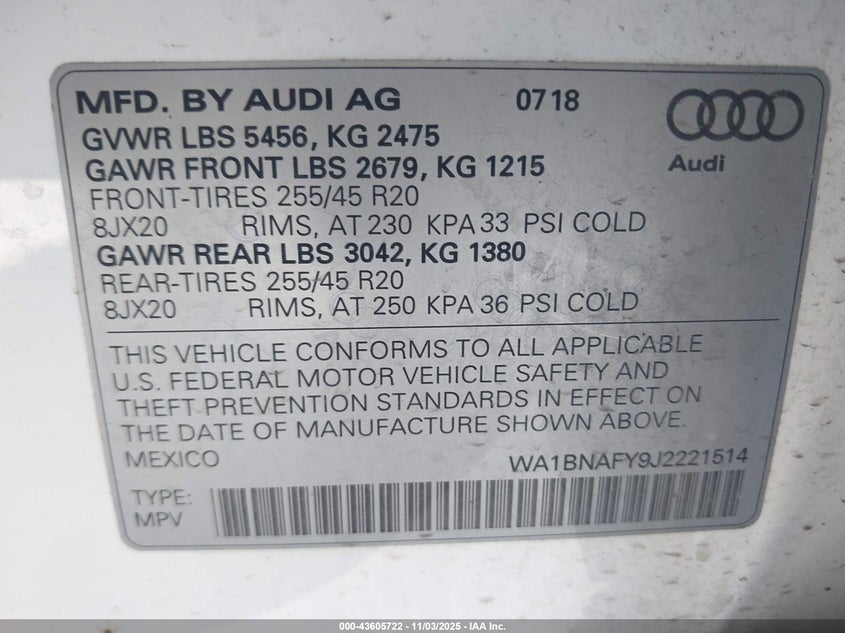 MFD. BY AUDI AG 0718
GVWR LBS 5456, KG 2475
GAWR FRONT LBS 2679, KG 1215
Audi
FRONT-TIRES 255/45 R20
8JX20 RIMS, AT 230 KPA 33 PSI COLD
GAWR REAR LBS 3042, KG 1380
REAR-TIRES 255/45 R20
8JX20 RIMS, AT 250 KPA 36 PSI COLD
THIS VEHICLE CONFORMS TO ALL APPLICABLE
U.S. FEDERAL MOTOR VEHICLE SAFETY AND
THEFT PREVENTION STANDARDS IN EFFECT ON
THE DATE OF MANUFACTURE SHOWN ABOVE.
MEXICO WA1BNAFY9J2221514
TYPE:
MPV
000-43605722 - 11/03/2025 - IAA Inc.